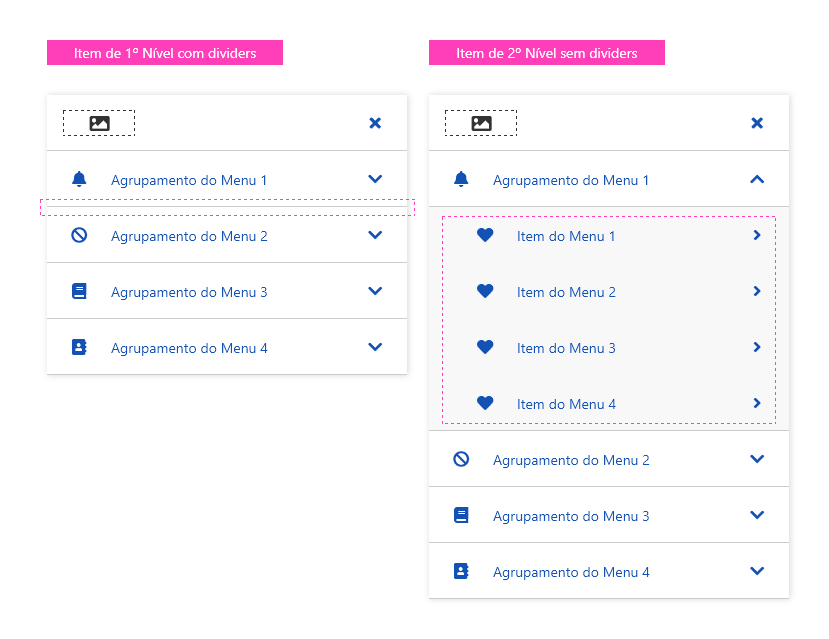 Item de 1º Nível com dividers
Agrupamento do Menu 1
Agrupamento do Menu 2
Agrupamento do Menu 3
Agrupamento do Menu 4
Item de 2º Nível sem dividers
Agrupamento do Menu 1
Item do Menu 1
Item do Menu 2
Item do Menu 3
Item do Menu 4
Agrupamento do Menu 2
Agrupamento do Menu 3
Agrupamento do Menu 4